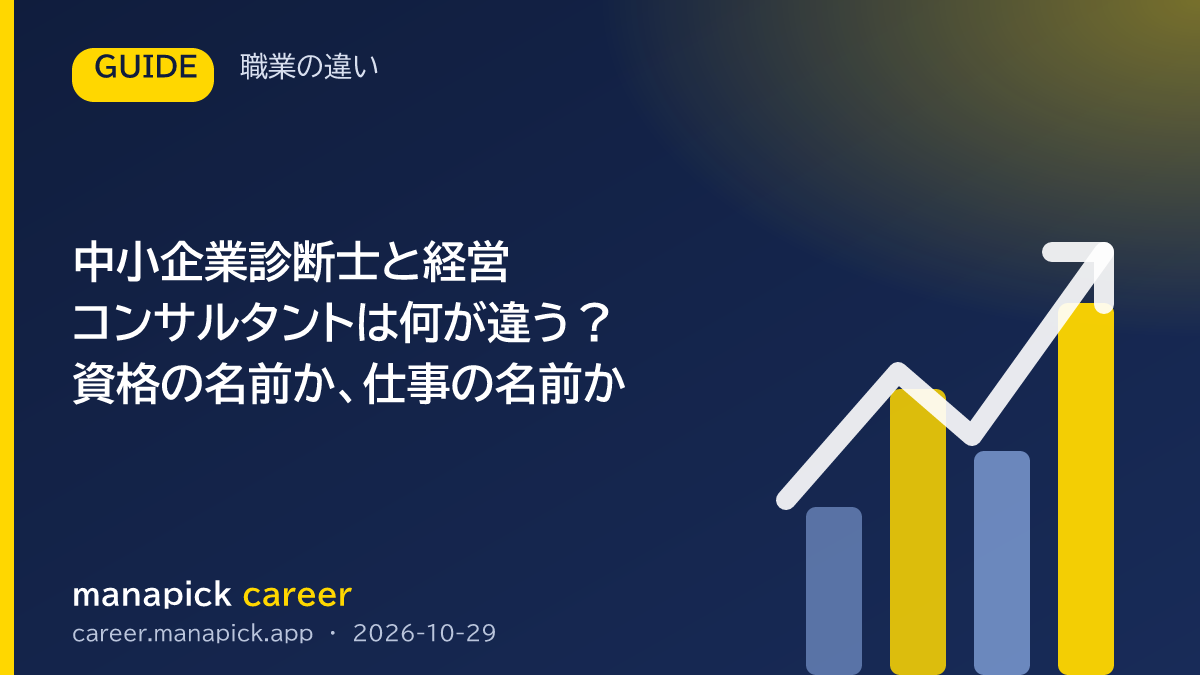 GUIDE 職業の違い
中小企業診断士と経営
コンサルタントは何が違う？
資格の名前か、仕事の名前か
manapick career
career.manapick.app ・ 2026-10-29